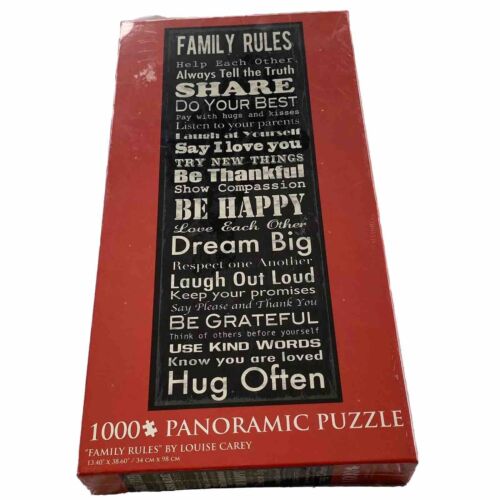 FAMILY RULES
Help Each Other
Always Tell the Truth
SHARE
DO YOUR BEST
Pay with hugs and kisses
Listen to your parents
Laugh at Yourself
Say I love you
TRY NEW THINGS
Be Thankful
Show Compassion
BE HAPPY
Love Each Other
Dream Big
Respect one Another
Laugh Out Loud
Keep your promises
Say Please and Thank You
BE GRATEFUL
Think of others before yourself
USE KIND WORDS
Know you are loved
Hug Often
1000 PANORAMIC PUZZLE
"FAMILY RULES" BY LOUISE CAREY
13.40" X 38.60" / 34 CM X 98 CM